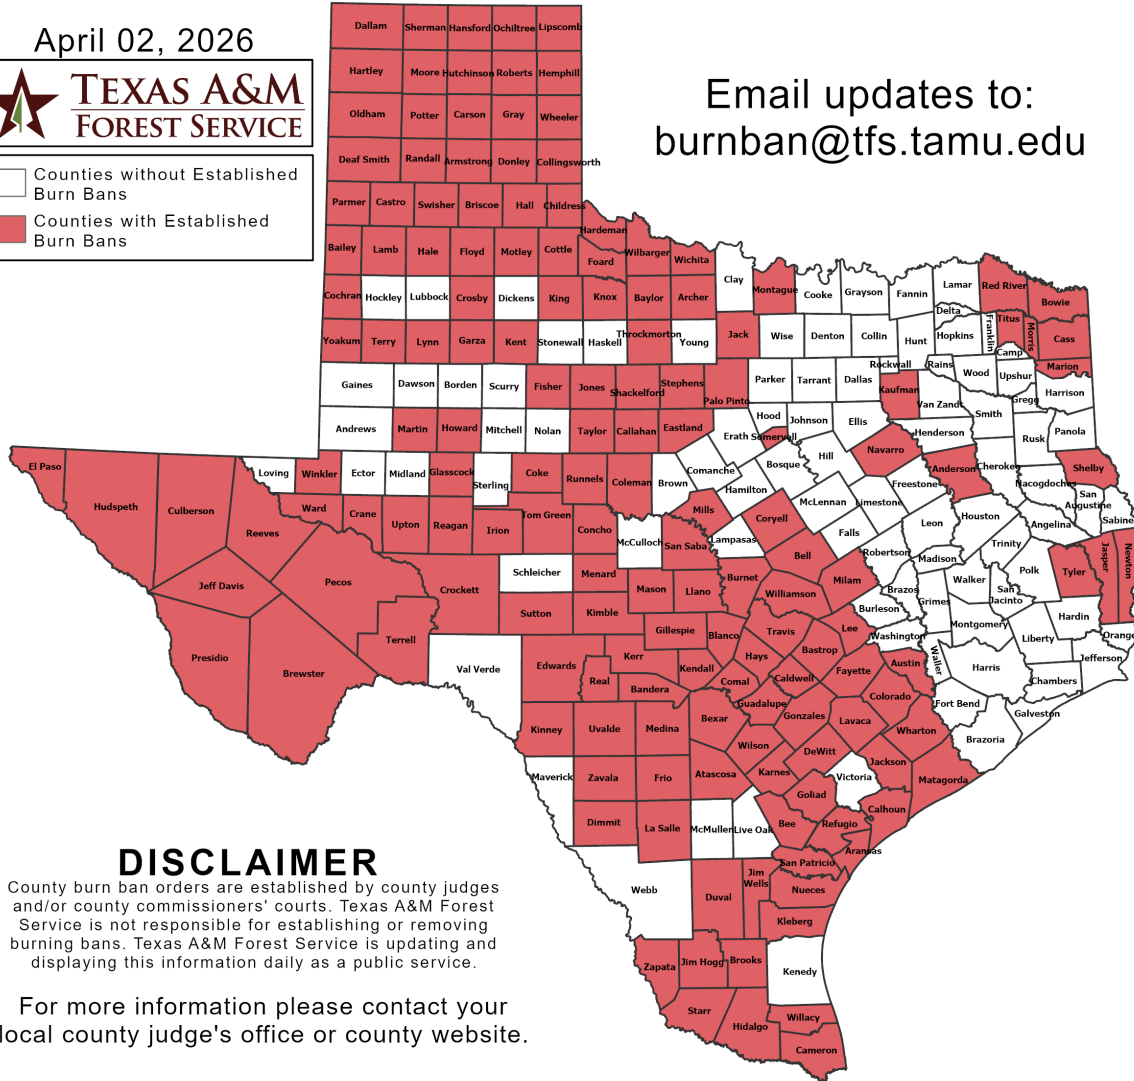 April 02, 2026
TEXAS A&M
FOREST SERVICE
Counties without Established
Burn Bans
Counties with Established
Burn Bans
Email updates to:
burnban@tfs.tamu.edu
Dallam Sherman Hansford Ochiltree Lipscomb
Hartley Moore Hutchinson Roberts Hemphill
Oldham Potter Carson Gray Wheeler
Deaf Smith Randall Armstrong Donley Collingsworth
Parmer Castro Swisher Briscoe Hall Childress
Hardeman
Bailey Lamb Hale Floyd Motley Cottle Foard Wilbarger Wichita Clay
Cochran Hockley Lubbock Crosby Dickens King Knox Baylor Archer Montague Cooke Grayson Fannin Lamar Red River Bowie
Delta Franklin Titus Morris Cass
Yoakum Terry Lynn Garza Kent Stonewall Haskell Throckmorton Young Jack Wise Denton Collin Hunt Hopkins Camp Marion
Rockwall Rains Wood Upshur
Gaines Dawson Borden Scurry Fisher Jones Shackelford Stephens Palo Pinto Parker Tarrant Dallas Kaufman Van Zandt Smith Gregg Harrison
Andrews Martin Howard Mitchell Nolan Taylor Callahan Eastland Erath Hood Somervell Johnson Ellis Henderson Rusk Panola
El Paso Hudspeth Culberson Reeves Loving Winkler Ector Midland Glasscock Sterling Coke Runnels Coleman Brown Comanche Bosque Hill Navarro Anderson Cherokee Nacogdoches Shelby
Hamilton McLennan Limestone Freestone San
Augustine Sabine
Ward Crane Upton Reagan Irion Tom Green Concho McCulloch San Saba Mills Lampasas Coryell Falls Leon Houston Angelina
Trinity Jasper Newton
Jeff Davis Pecos Crockett Schleicher Menard Mason Llano Burnet Bell Milam Robertson Madison Walker Polk Tyler
Williamson Brazos Grimes San
Jacinto
Sutton Kimble Burleson Montgomery Liberty Hardin
Presidio Brewster Terrell Val Verde Edwards Kerr Gillespie Blanco Travis Lee Washington Waller Harris Orange
Real Bandera Kendall Hays Bastrop Fayette Austin Chambers Jefferson
Comal Caldwell Colorado Fort Bend Galveston
Kinney Uvalde Medina Bexar Guadalupe Gonzales Lavaca Wharton Brazoria
Wilson DeWitt Jackson
Maverick Zavala Frio Atascosa Karnes Victoria Matagorda
Goliad Calhoun
Dimmit La Salle McMullen Live Oak Bee Refugio
Aransas
San Patricio
Webb Duval Jim
Wells Nueces
Kleberg
Zapata Jim Hogg Brooks Kenedy
Starr Hidalgo Willacy
Cameron
DISCLAIMER
County burn ban orders are established by county judges
and/or county commissioners' courts. Texas A&M Forest
Service is not responsible for establishing or removing
burning bans. Texas A&M Forest Service is updating and
displaying this information daily as a public service.
For more information please contact your
local county judge's office or county website.